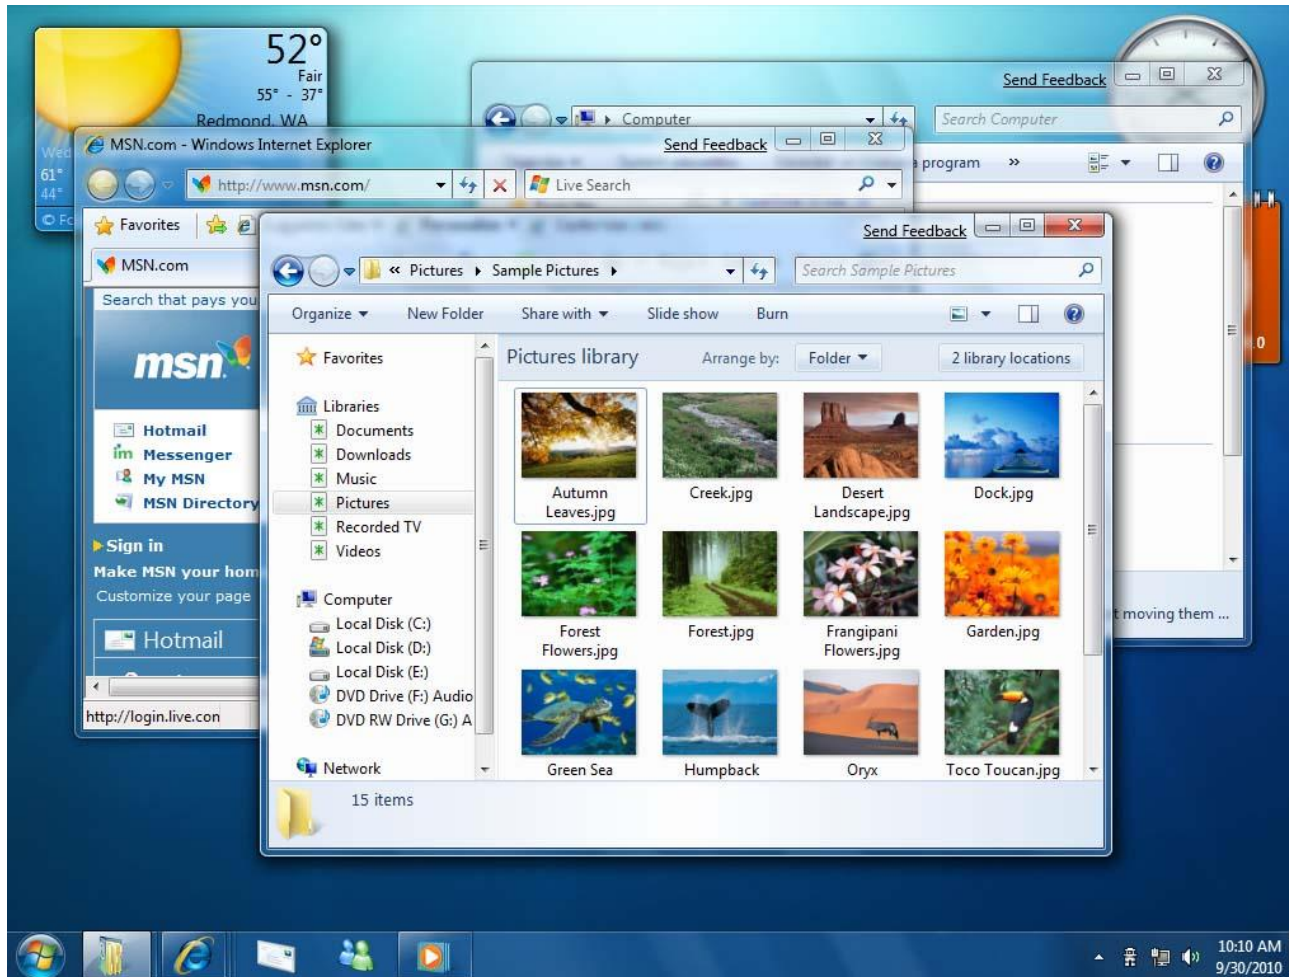 52°
Fair
55° - 37°
Redmond, WA
Wed
61°
44°
Send Feedback
Computer
Search Computer
a program »
t moving them ...
MSN.com - Windows Internet Explorer
Send Feedback
http://www.msn.com/
Live Search
Favorites
MSN.com
Search that pays you
msn
Hotmail
im Messenger
My MSN
MSN Directory
Sign in
Make MSN your hom
Customize your page
Hotmail
http://login.live.con
Send Feedback
« Pictures Sample Pictures
Search Sample Pictures
Organize New Folder Share with Slide show Burn
Favorites
Libraries
Documents
Downloads
Music
Pictures
Recorded TV
Videos
Computer
Local Disk (C:)
Local Disk (D:)
Local Disk (E:)
DVD Drive (F:) Audio
DVD RW Drive (G:) A
Network
Pictures library Arrange by: Folder 2 library locations
Autumn Leaves.jpg
Creek.jpg
Desert Landscape.jpg
Dock.jpg
Forest Flowers.jpg
Forest.jpg
Frangipani Flowers.jpg
Garden.jpg
Green Sea
Humpback
Oryx
Toco Toucan.jpg
15 items
10:10 AM
9/30/2010